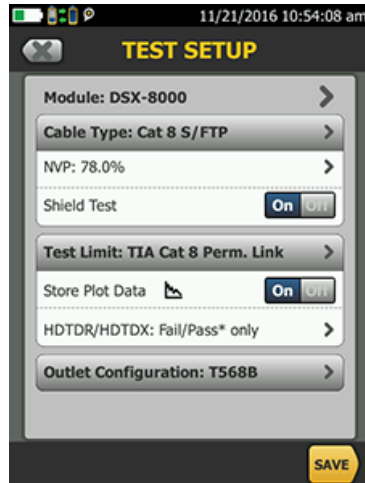 11/21/2016 10:54:08 am
TEST SETUP
Module: DSX-8000
Cable Type: Cat 8 S/FTP
NVP: 78.0%
Shield Test On Off
Test Limit: TIA Cat 8 Perm. Link
Store Plot Data On Off
HDTDR/HDTDX: Fail/Pass* only
Outlet Configuration: T568B
SAVE